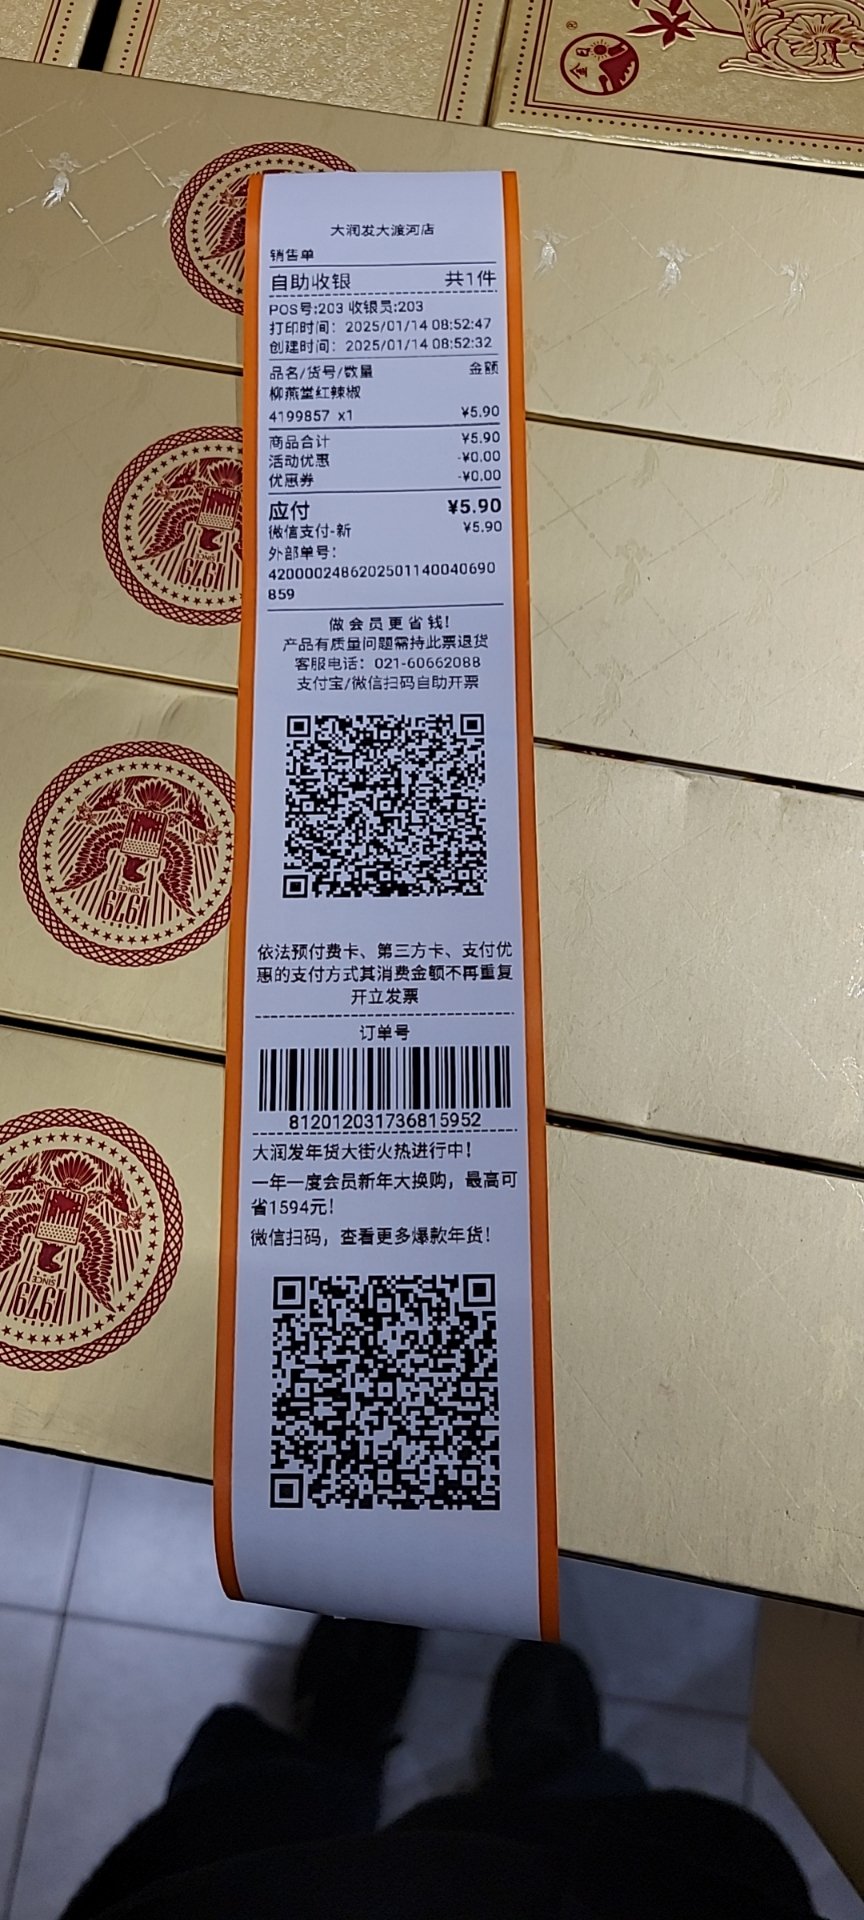 大润发大渡河店
销售单
自助收银 共1件
POS号:203 收银员:203
打印时间: 2025/01/14 08:52:47
创建时间: 2025/01/14 08:52:32
品名/货号/数量 金额
柳燕堂红辣椒
4199857 x1 ¥5.90
商品合计 ¥5.90
活动优惠 -¥0.00
优惠券 -¥0.00
应付 ¥5.90
微信支付-新 ¥5.90
外部单号:
4200002486202501140040690
859
做会员更省钱!
产品有质量问题需持此票退货
客服电话: 021-60662088
支付宝/微信扫码自助开票
依法预付费卡、第三方卡、支付优
惠的支付方式其消费金额不再重复
开立发票
订单号
812012031736815952
大润发年货大街火热进行中!
一年一度会员新年大换购，最高可
省1594元!
微信扫码，查看更多爆款年货!
SINCE
1979
SINCE
1979
SINCE
1979